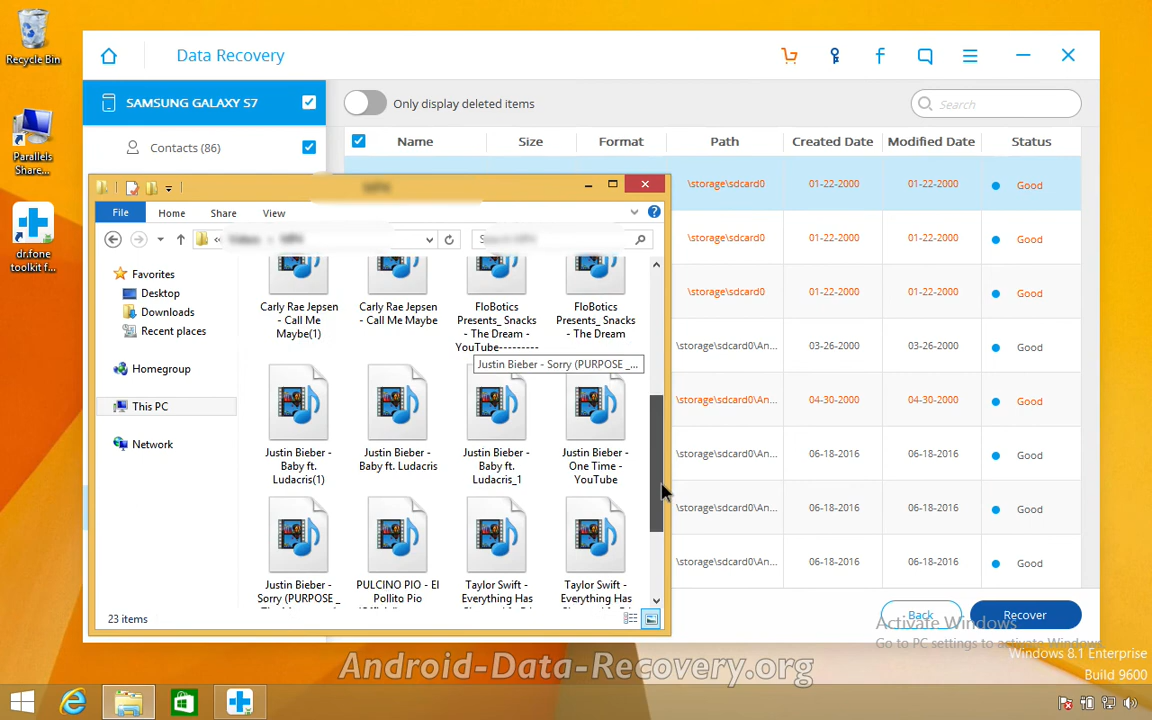 Recycle Bin
Parallels
Share...
dr.fone
toolkit f...
Data Recovery
SAMSUNG GALAXY S7
Contacts (86)
Only display deleted items
Search
Name Size Format Path Created Date Modified Date Status
\storage\sdcard0 01-22-2000 01-22-2000 Good
\storage\sdcard0 01-22-2000 01-22-2000 Good
\storage\sdcard0 01-22-2000 01-22-2000 Good
\storage\sdcard0\An... 03-26-2000 03-26-2000 Good
\storage\sdcard0\An... 04-30-2000 04-30-2000 Good
\storage\sdcard0\An... 06-18-2016 06-18-2016 Good
\storage\sdcard0\An... 06-18-2016 06-18-2016 Good
\storage\sdcard0\An... 06-18-2016 06-18-2016 Good
Back
Recover
MP4
File Home Share View
« Videos MP4
Search MP4
Favorites
Desktop
Downloads
Recent places
Homegroup
This PC
Network
Carly Rae Jepsen
- Call Me
Maybe(1)
Carly Rae Jepsen
- Call Me Maybe
FloBotics
Presents_ Snacks
- The Dream -
YouTube---------
FloBotics
Presents_ Snacks
- The Dream
Justin Bieber - Sorry (PURPOSE _...
Justin Bieber -
Baby ft.
Ludacris(1)
Justin Bieber -
Baby ft. Ludacris
Justin Bieber -
Baby ft.
Ludacris_1
Justin Bieber -
One Time -
YouTube
Justin Bieber -
Sorry (PURPOSE _
PULCINO PIO - El
Pollito Pio
Taylor Swift -
Everything Has
Taylor Swift -
Everything Has
23 items
Activate Windows
Go to PC settings to activate Windows
Windows 8.1 Enterprise
Build 9600
Android-Data-Recovery.org